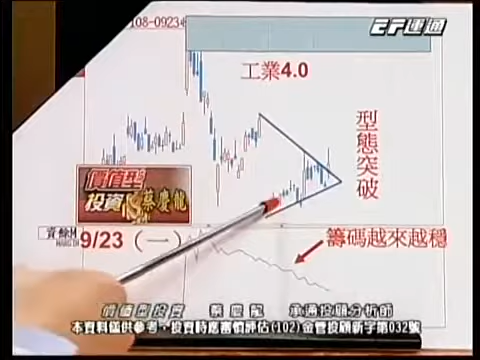 108-0923
EF運通
工業4.0
型態突破
價值型
投資
蔡慶龍
資餘
9/23（一）
籌碼越來越穩
價值型投資 蔡慶龍 承通投顧分析師
本資料僅供參考，投資時應審慎評估(102)金管投顧新字第032號